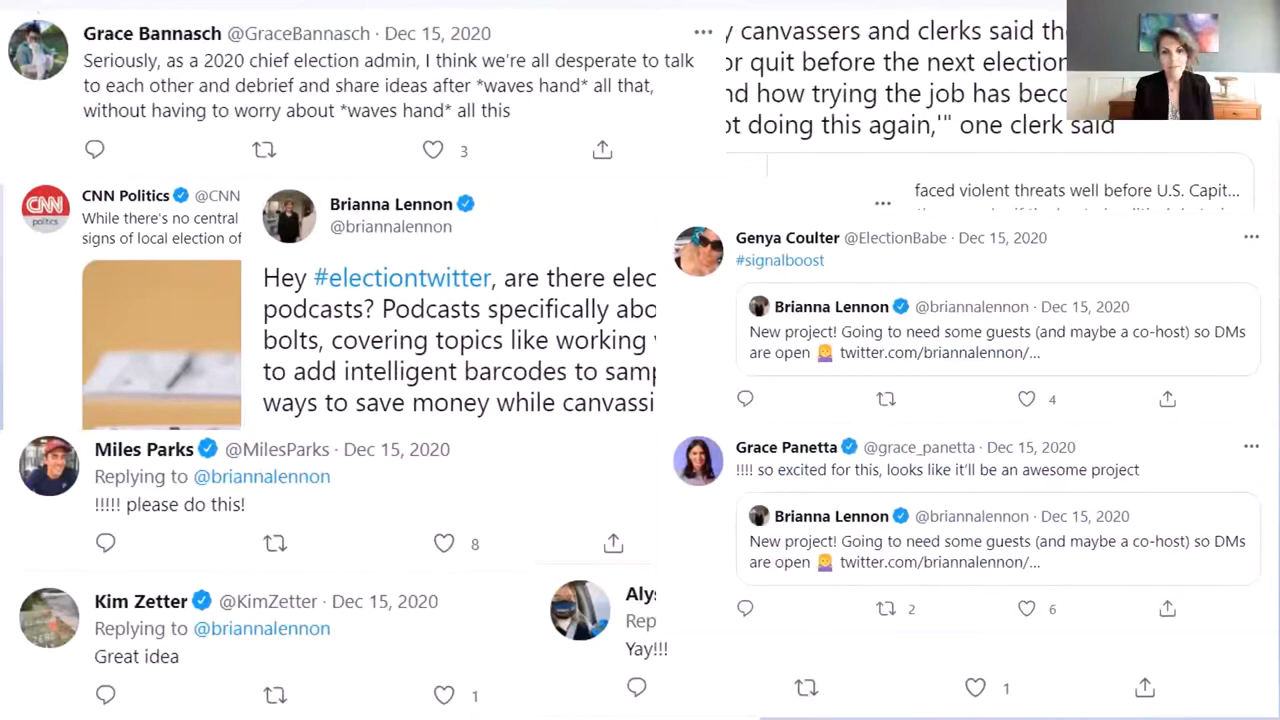 Grace Bannasch @GraceBannasch · Dec 15, 2020
Seriously, as a 2020 chief election admin, I think we're all desperate to talk
to each other and debrief and share ideas after *waves hand* all that,
without having to worry about *waves hand* all this
3
y canvassers and clerks said th
or quit before the next election
nd how trying the job has bec
ot doing this again,'" one clerk said
faced violent threats well before U.S. Capit...
CNN Politics @CNN
While there's no central
signs of local election of
CNN
politics
Brianna Lennon
@briannalennon
Hey #electiontwitter, are there elec
podcasts? Podcasts specifically abo
bolts, covering topics like working
to add intelligent barcodes to samp
ways to save money while canvassi
Genya Coulter @ElectionBabe · Dec 15, 2020
#signalboost
Brianna Lennon @briannalennon · Dec 15, 2020
New project! Going to need some guests (and maybe a co-host) so DMs
are open 🤷‍♀️ twitter.com/briannalennon/...
4
Miles Parks @MilesParks · Dec 15, 2020
Replying to @briannalennon
!!!!! please do this!
8
Grace Panetta @grace_panetta · Dec 15, 2020
!!!! so excited for this, looks like it'll be an awesome project
Brianna Lennon @briannalennon · Dec 15, 2020
New project! Going to need some guests (and maybe a co-host) so DMs
are open 🤷‍♀️ twitter.com/briannalennon/...
2 6
Kim Zetter @KimZetter · Dec 15, 2020
Replying to @briannalennon
Great idea
1
Alys
Rep
Yay!!!
1